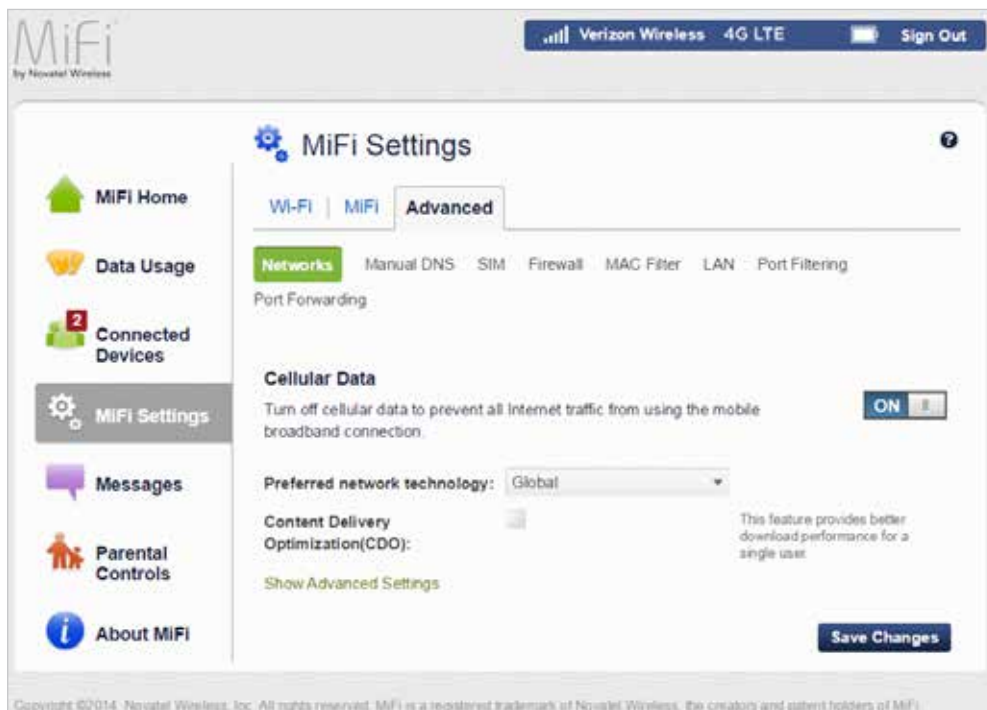 MiFi
by Novatel Wireless
Verizon Wireless 4G LTE Sign Out
MiFi Settings
?
MiFi Home
Data Usage
2
Connected
Devices
MiFi Settings
Messages
Parental
Controls
i
About MiFi
Wi-Fi | MiFi Advanced
Networks Manual DNS SIM Firewall MAC Filter LAN Port Filtering
Port Forwarding
Cellular Data
Turn off cellular data to prevent all Internet traffic from using the mobile
broadband connection.
ON
Preferred network technology: Global
Content Delivery
Optimization(CDO):
This feature provides better
download performance for a
single user.
Show Advanced Settings
Save Changes
Copyright ©2014. Novatel Wireless, Inc. All rights reserved. MiFi is a registered trademark of Novatel Wireless, the creators and patent holders of MiFi.